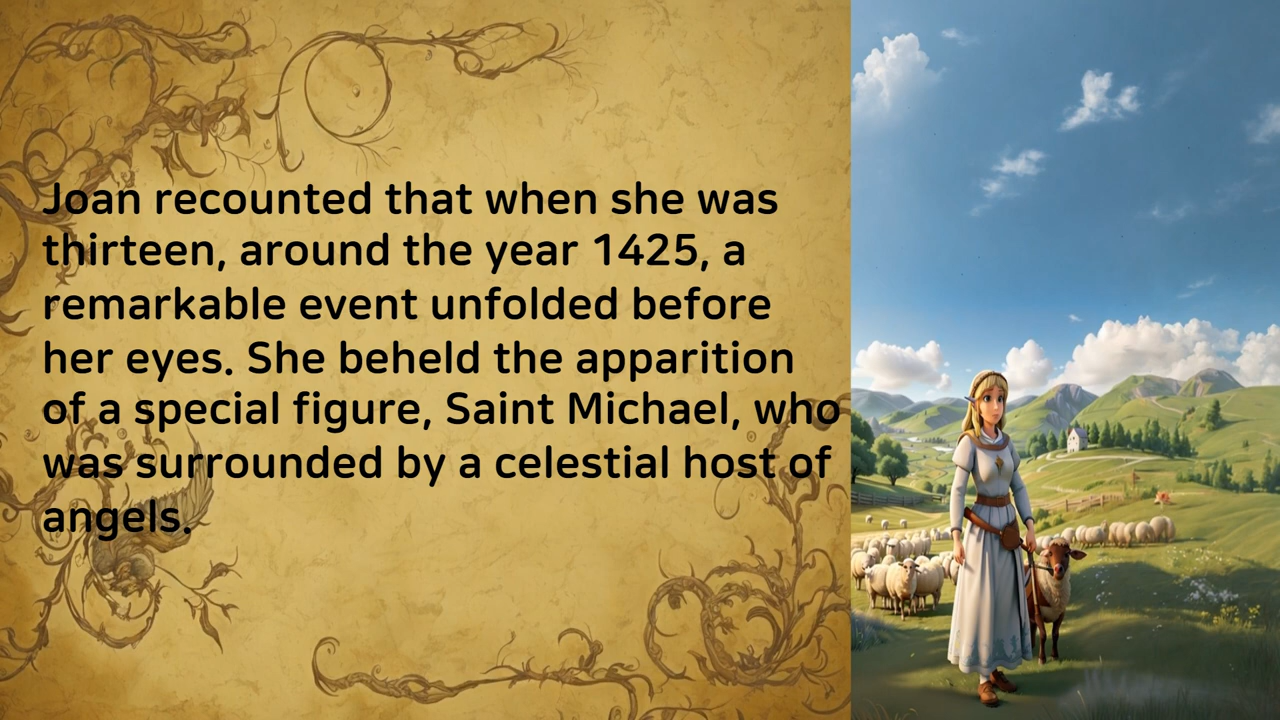 Joan recounted that when she was
thirteen, around the year 1425, a
remarkable event unfolded before
her eyes. She beheld the apparition
of a special figure, Saint Michael, who
was surrounded by a celestial host of
angels.